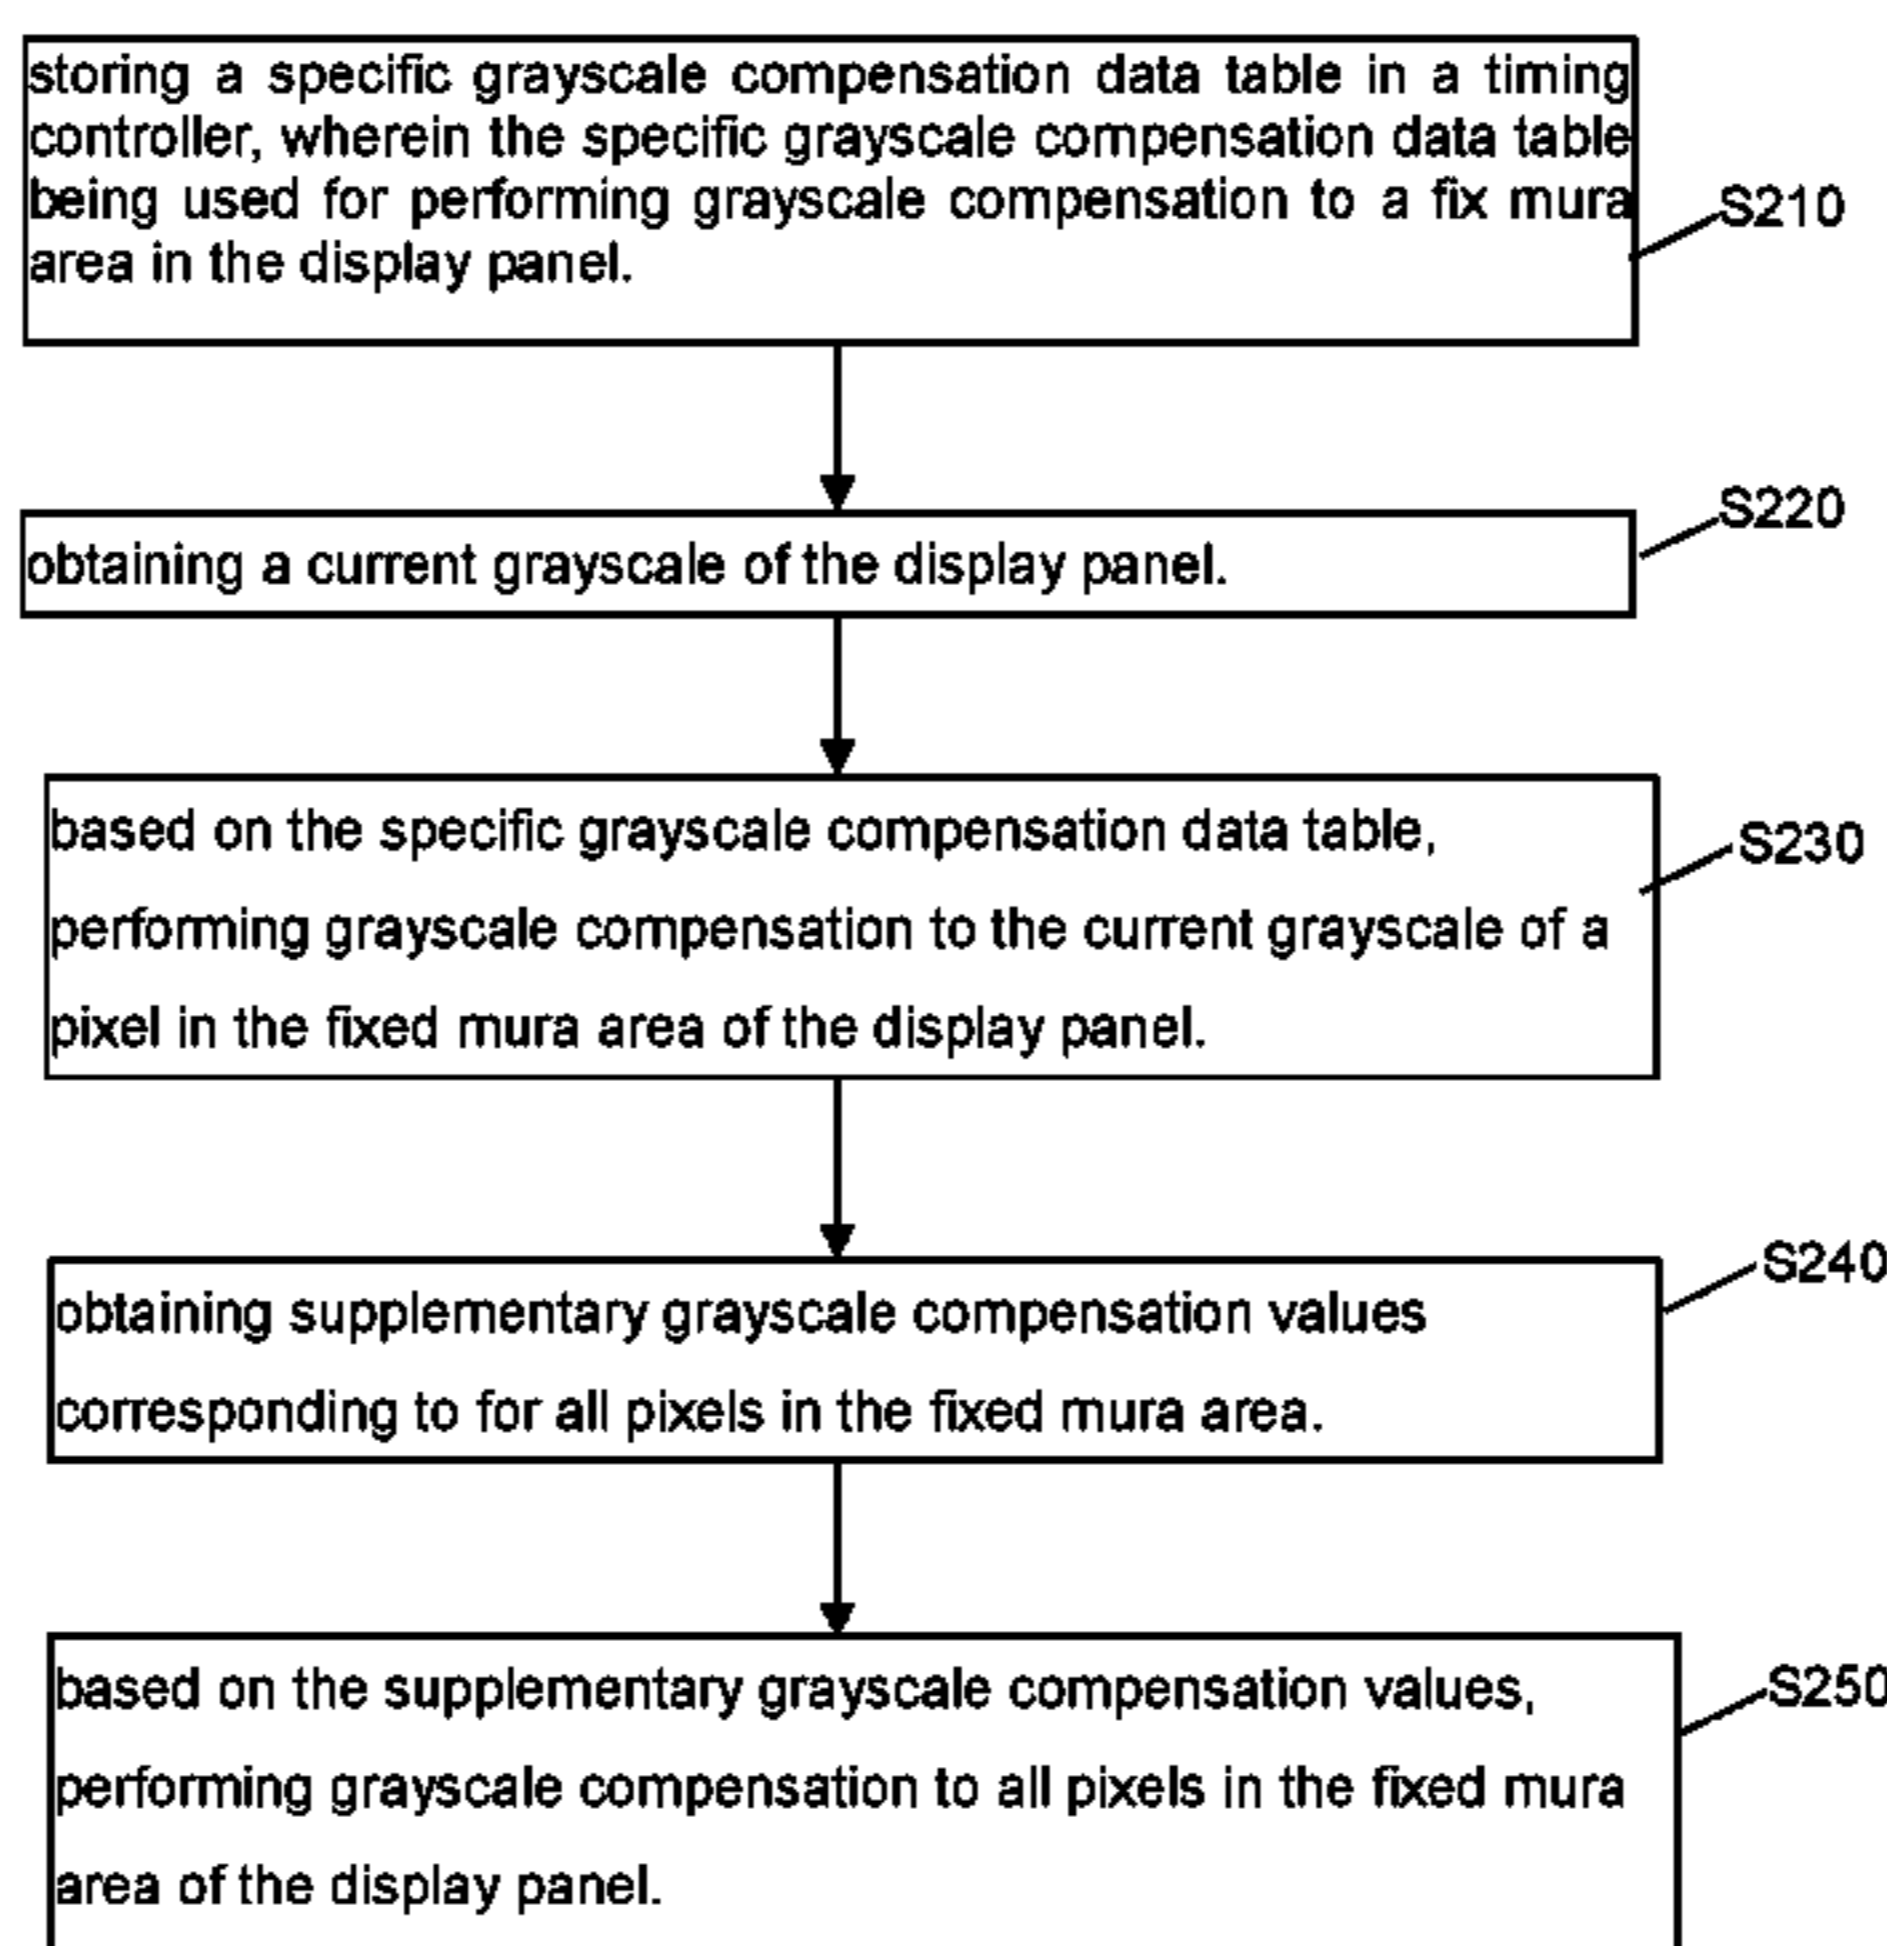 storing a specific grayscale compensation data table in a timing
controller, wherein the specific grayscale compensation data table
being used for performing grayscale compensation to a fix mura
area in the display panel.
S210
obtaining a current grayscale of the display panel.
S220
based on the specific grayscale compensation data table,
performing grayscale compensation to the current grayscale of a
pixel in the fixed mura area of the display panel.
S230
obtaining supplementary grayscale compensation values
corresponding to for all pixels in the fixed mura area.
S240
based on the supplementary grayscale compensation values,
performing grayscale compensation to all pixels in the fixed mura
area of the display panel.
S250